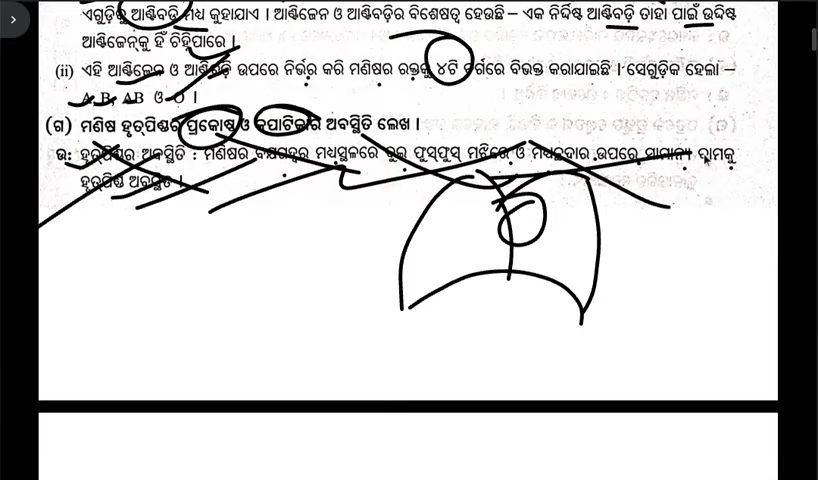 ଏଗୁଡ଼ିକୁ ଆଣ୍ଟିବଡ଼ି ମଧ୍ୟ କୁହାଯାଏ । ଆଣ୍ଟିଜେନ ଓ ଆଣ୍ଟିବଡ଼ିର ବିଶେଷତ୍ୱ ହେଉଛି – ଏକ ନିର୍ଦ୍ଦିଷ୍ଟ ଆଣ୍ଟିବଡ଼ି ତାହା ପାଇଁ ଉଦ୍ଦିଷ୍ଟ
ଆଣ୍ଟିଜେନ୍‌କୁ ହିଁ ଚିହ୍ନିପାରେ ।
(ii) ଏହି ଆଣ୍ଟିଜେନ ଓ ଆଣ୍ଟିବଡ଼ି ଉପରେ ନିର୍ଭର କରି ମଣିଷର ରକ୍ତକୁ ୪ଟି ବର୍ଗରେ ବିଭକ୍ତ କରାଯାଇଛି । ସେଗୁଡ଼ିକ ହେଲା –
A, B, AB ଓ O ।
(ଗ) ମଣିଷ ହୃତ୍‌ପିଣ୍ଡର ପ୍ରକୋଷ୍ଠ ଓ କପାଟିକାର ଅବସ୍ଥିତି ଲେଖ ।
ଉ: ହୃତ୍‌ପିଣ୍ଡର ଅବସ୍ଥିତି : ମଣିଷର ବକ୍ଷଗହ୍ୱର ମଧ୍ୟସ୍ଥଳରେ ଦୁଇ ଫୁସ୍‌ଫୁସ୍ ମଝିରେ ଓ ମଧ୍ୟଚ୍ଛଦାର ଉପରେ ସାମାନ୍ୟ ବାମକୁ
ହୃତ୍‌ପିଣ୍ଡ ଅବସ୍ଥିତ ।